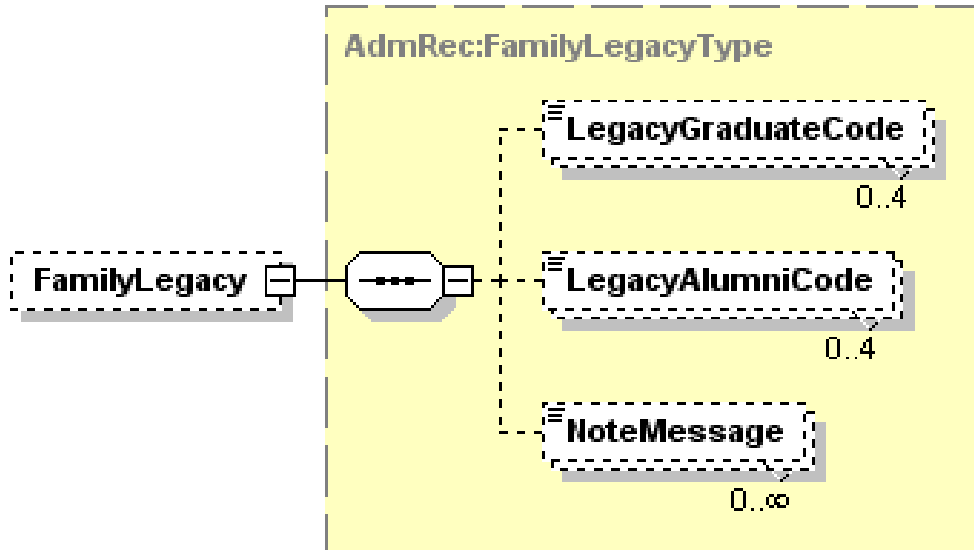 AdmRec:FamilyLegacyType
LegacyGraduateCode
0..4
FamilyLegacy
LegacyAlumniCode
0..4
NoteMessage
0..∞